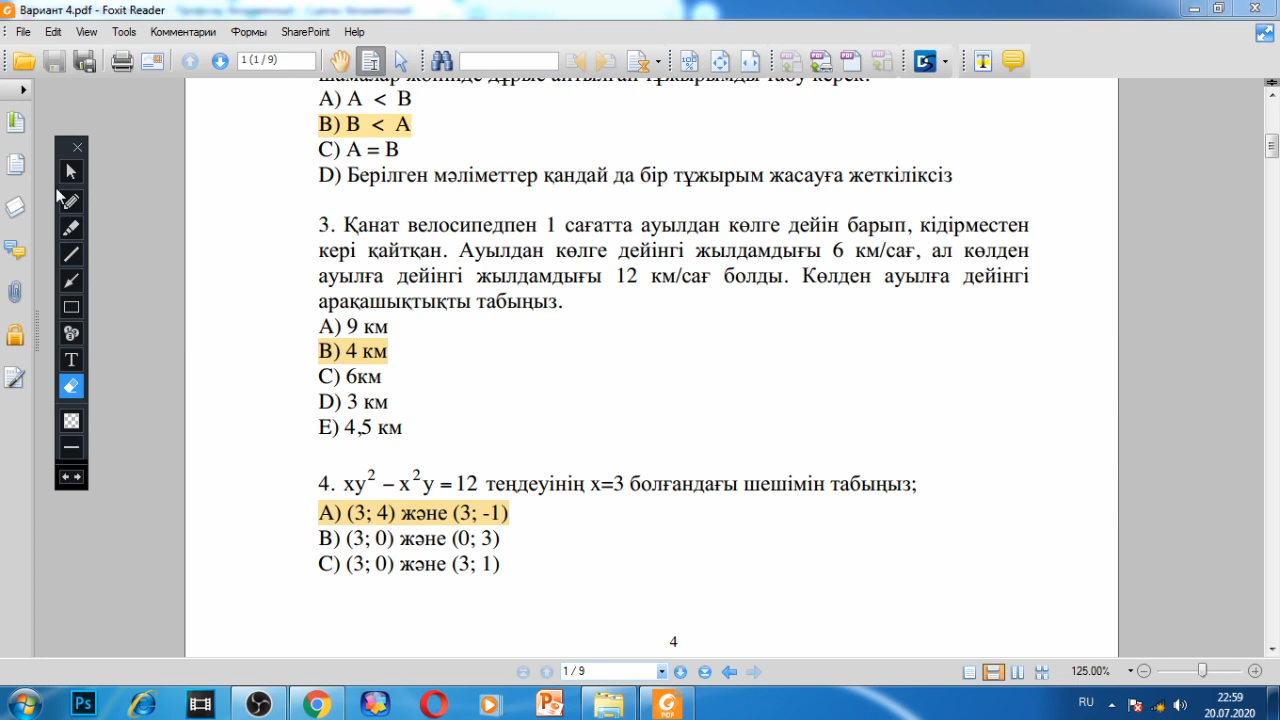 Вариант 4.pdf - Foxit Reader
File Edit View Tools Комментарии Формы SharePoint Help
1 (1 / 9)
A) A < B
B) B < A
C) A = B
D) Берілген мәліметтер қандай да бір тұжырым жасауға жеткіліксіз
3. Қанат велосипедпен 1 сағатта ауылдан көлге дейін барып, кідірместен
кері қайтқан. Ауылдан көлге дейінгі жылдамдығы 6 км/сағ, ал көлден
ауылға дейінгі жылдамдығы 12 км/сағ болды. Көлден ауылға дейінгі
арақашықтықты табыңыз.
A) 9 км
B) 4 км
C) 6км
D) 3 км
E) 4,5 км
4. xy² − x²y = 12 теңдеуінің x=3 болғандағы шешімін табыңыз;
A) (3; 4) және (3; -1)
B) (3; 0) және (0; 3)
C) (3; 0) және (3; 1)
4
1 / 9
125.00%
RU
22:59
20.07.2020